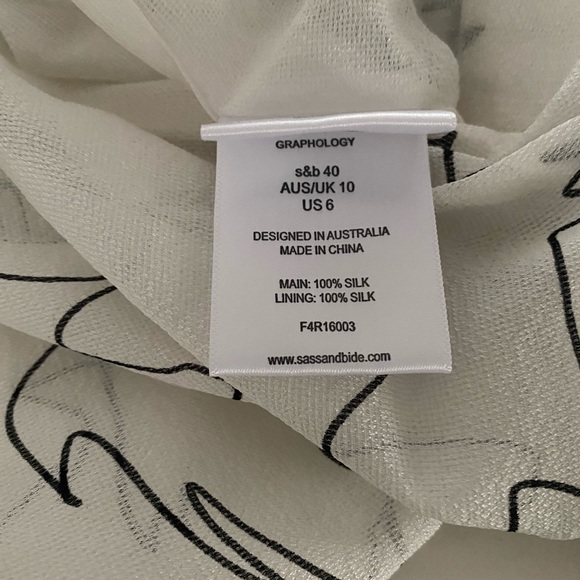 GRAPHOLOGY
s&b 40
AUS/UK 10
US 6
DESIGNED IN AUSTRALIA
MADE IN CHINA
MAIN: 100% SILK
LINING: 100% SILK
F4R16003
www.sassandbide.com